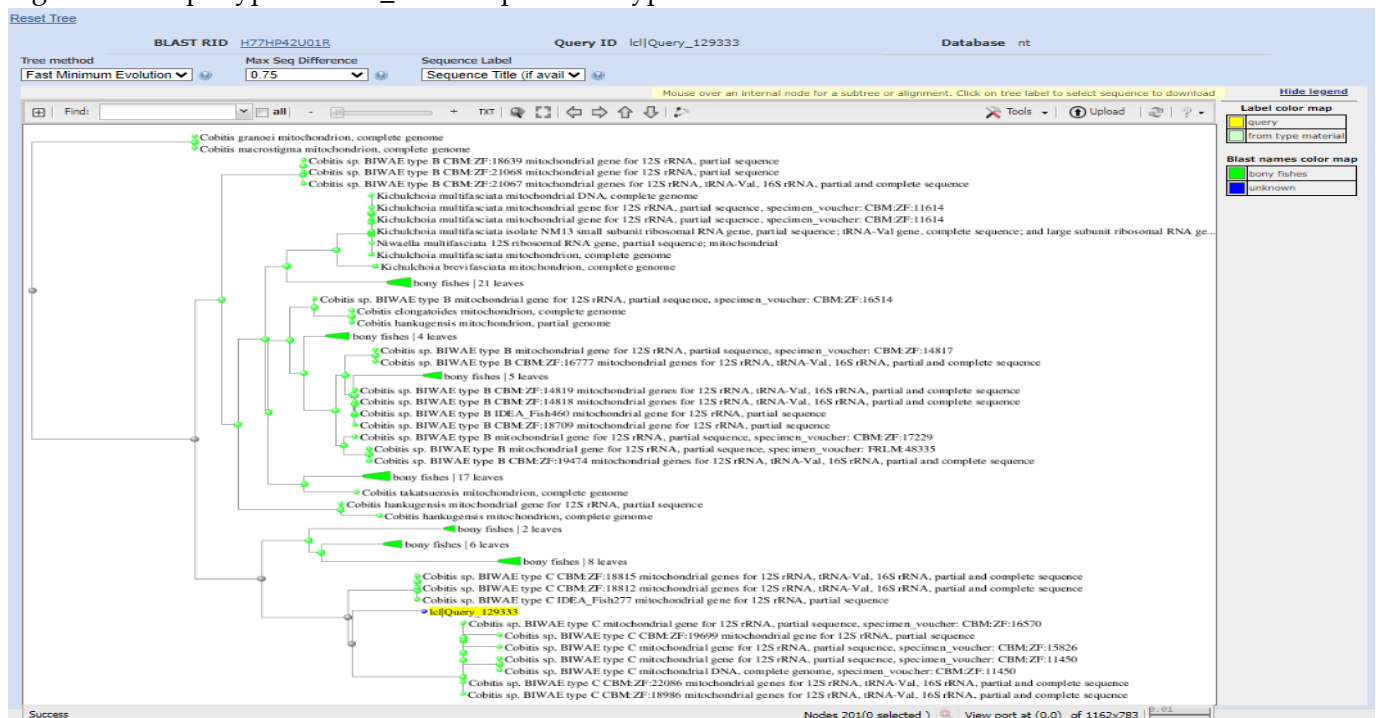 Reset Tree
BLAST RID H77HP42U01R Query ID lcl|Query_129333 Database nt
Tree method Max Seq Difference Sequence Label
Fast Minimum Evolution 0.75 Sequence Title (if avail
Mouse over an internal node for a subtree or alignment. Click on tree label to select sequence to download Hide legend
Find: all - + TXT Tools Upload ? Label color map
query
from type material
Blast names color map
bony fishes
unknown
Cobitis granoei mitochondrion, complete genome
Cobitis macrostigma mitochondrion, complete genome
Cobitis sp. BIWAE type B CBM:ZF:18639 mitochondrial gene for 12S rRNA, partial sequence
Cobitis sp. BIWAE type B CBM:ZF:21068 mitochondrial gene for 12S rRNA, partial sequence
Cobitis sp. BIWAE type B CBM:ZF:21067 mitochondrial genes for 12S rRNA, tRNA-Val, 16S rRNA, partial and complete sequence
Kichulchoia multifasciata mitochondrial DNA, complete genome
Kichulchoia multifasciata mitochondrial gene for 12S rRNA, partial sequence, specimen_voucher: CBM:ZF:11614
Kichulchoia multifasciata mitochondrial gene for 12S rRNA, partial sequence, specimen_voucher: CBM:ZF:11614
Kichulchoia multifasciata isolate NM13 small subunit ribosomal RNA gene, partial sequence; tRNA-Val gene, complete sequence; and large subunit ribosomal RNA ge...
Niwaella multifasciata 12S ribosomal RNA gene, partial sequence; mitochondrial
Kichulchoia multifasciata mitochondrion, complete genome
Kichulchoia brevifasciata mitochondrion, complete genome
bony fishes | 21 leaves
Cobitis sp. BIWAE type B mitochondrial gene for 12S rRNA, partial sequence, specimen_voucher: CBM:ZF:16514
Cobitis elongatoides mitochondrion, complete genome
Cobitis hankugensis mitochondrion, partial genome
bony fishes | 4 leaves
Cobitis sp. BIWAE type B mitochondrial gene for 12S rRNA, partial sequence, specimen_voucher: CBM:ZF:14817
Cobitis sp. BIWAE type B CBM:ZF:16777 mitochondrial genes for 12S rRNA, tRNA-Val, 16S rRNA, partial and complete sequence
bony fishes | 5 leaves
Cobitis sp. BIWAE type B CBM:ZF:14819 mitochondrial genes for 12S rRNA, tRNA-Val, 16S rRNA, partial and complete sequence
Cobitis sp. BIWAE type B CBM:ZF:14818 mitochondrial genes for 12S rRNA, tRNA-Val, 16S rRNA, partial and complete sequence
Cobitis sp. BIWAE type B IDEA_Fish460 mitochondrial gene for 12S rRNA, partial sequence
Cobitis sp. BIWAE type B CBM:ZF:18709 mitochondrial gene for 12S rRNA, partial sequence
Cobitis sp. BIWAE type B mitochondrial gene for 12S rRNA, partial sequence, specimen_voucher: CBM:ZF:17229
Cobitis sp. BIWAE type B mitochondrial gene for 12S rRNA, partial sequence, specimen_voucher: FRLM:48335
Cobitis sp. BIWAE type B CBM:ZF:19474 mitochondrial genes for 12S rRNA, tRNA-Val, 16S rRNA, partial and complete sequence
bony fishes | 17 leaves
Cobitis takatsuensis mitochondrion, complete genome
Cobitis hankugensis mitochondrial gene for 12S rRNA, partial sequence
Cobitis hankugensis mitochondrion, complete genome
bony fishes | 2 leaves
bony fishes | 6 leaves
bony fishes | 8 leaves
Cobitis sp. BIWAE type C CBM:ZF:18815 mitochondrial genes for 12S rRNA, tRNA-Val, 16S rRNA, partial and complete sequence
Cobitis sp. BIWAE type C CBM:ZF:18812 mitochondrial genes for 12S rRNA, tRNA-Val, 16S rRNA, partial and complete sequence
Cobitis sp. BIWAE type C IDEA_Fish277 mitochondrial gene for 12S rRNA, partial sequence
lcl|Query_129333
Cobitis sp. BIWAE type C mitochondrial gene for 12S rRNA, partial sequence, specimen_voucher: CBM:ZF:16570
Cobitis sp. BIWAE type C CBM:ZF:19699 mitochondrial gene for 12S rRNA, partial sequence
Cobitis sp. BIWAE type C mitochondrial gene for 12S rRNA, partial sequence, specimen_voucher: CBM:ZF:15826
Cobitis sp. BIWAE type C mitochondrial gene for 12S rRNA, partial sequence, specimen_voucher: CBM:ZF:11450
Cobitis sp. BIWAE type C mitochondrial DNA, complete genome, specimen_voucher: CBM:ZF:11450
Cobitis sp. BIWAE type C CBM:ZF:22086 mitochondrial genes for 12S rRNA, tRNA-Val, 16S rRNA, partial and complete sequence
Cobitis sp. BIWAE type C CBM:ZF:18986 mitochondrial genes for 12S rRNA, tRNA-Val, 16S rRNA, partial and complete sequence
Success Nodes 201(0 selected ) View port at (0,0) of 1162x783 0.01